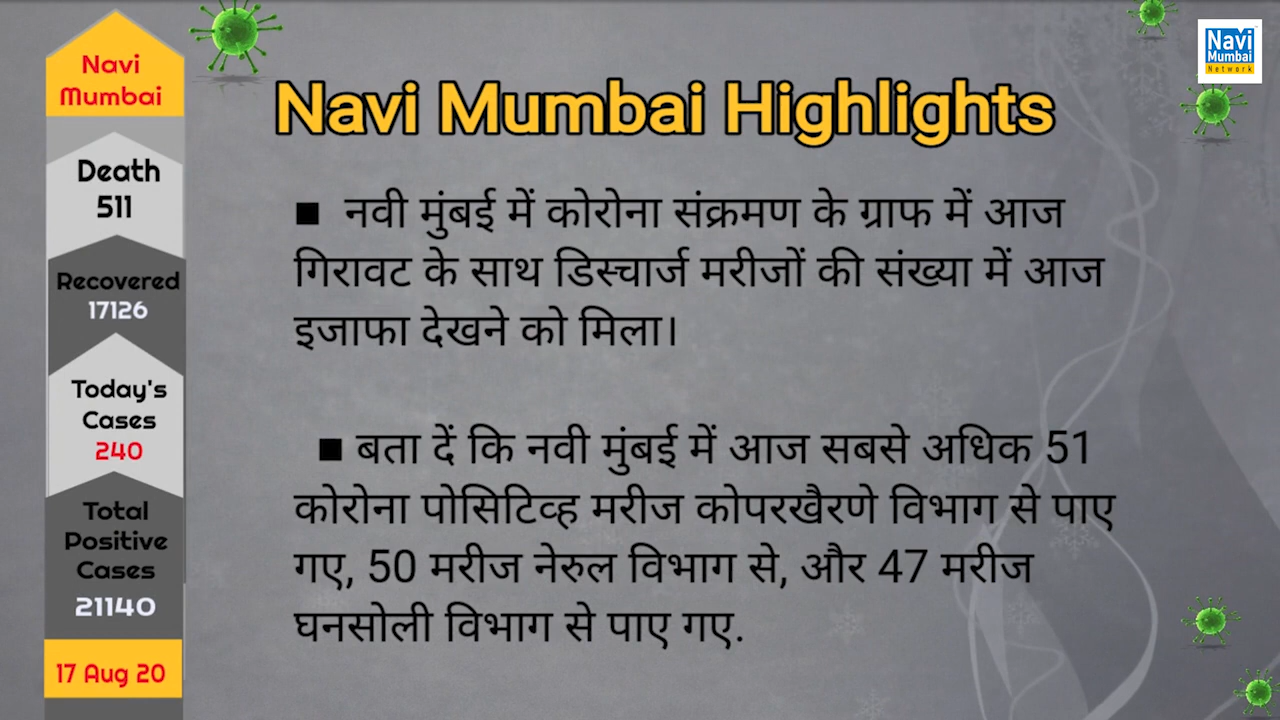 Navi
Mumbai
Death
511
Recovered
17126
Today's
Cases
240
Total
Positive
Cases
21140
17 Aug 20
Navi Mumbai Highlights
■ नवी मुंबई में कोरोना संक्रमण के ग्राफ में आज
गिरावट के साथ डिस्चार्ज मरीजों की संख्या में आज
इजाफा देखने को मिला।
■ बता दें कि नवी मुंबई में आज सबसे अधिक 51
कोरोना पोसिटिव्ह मरीज कोपरखैरणे विभाग से पाए
गए, 50 मरीज नेरुल विभाग से, और 47 मरीज
घनसोली विभाग से पाए गए.
Navi
Mumbai
Network